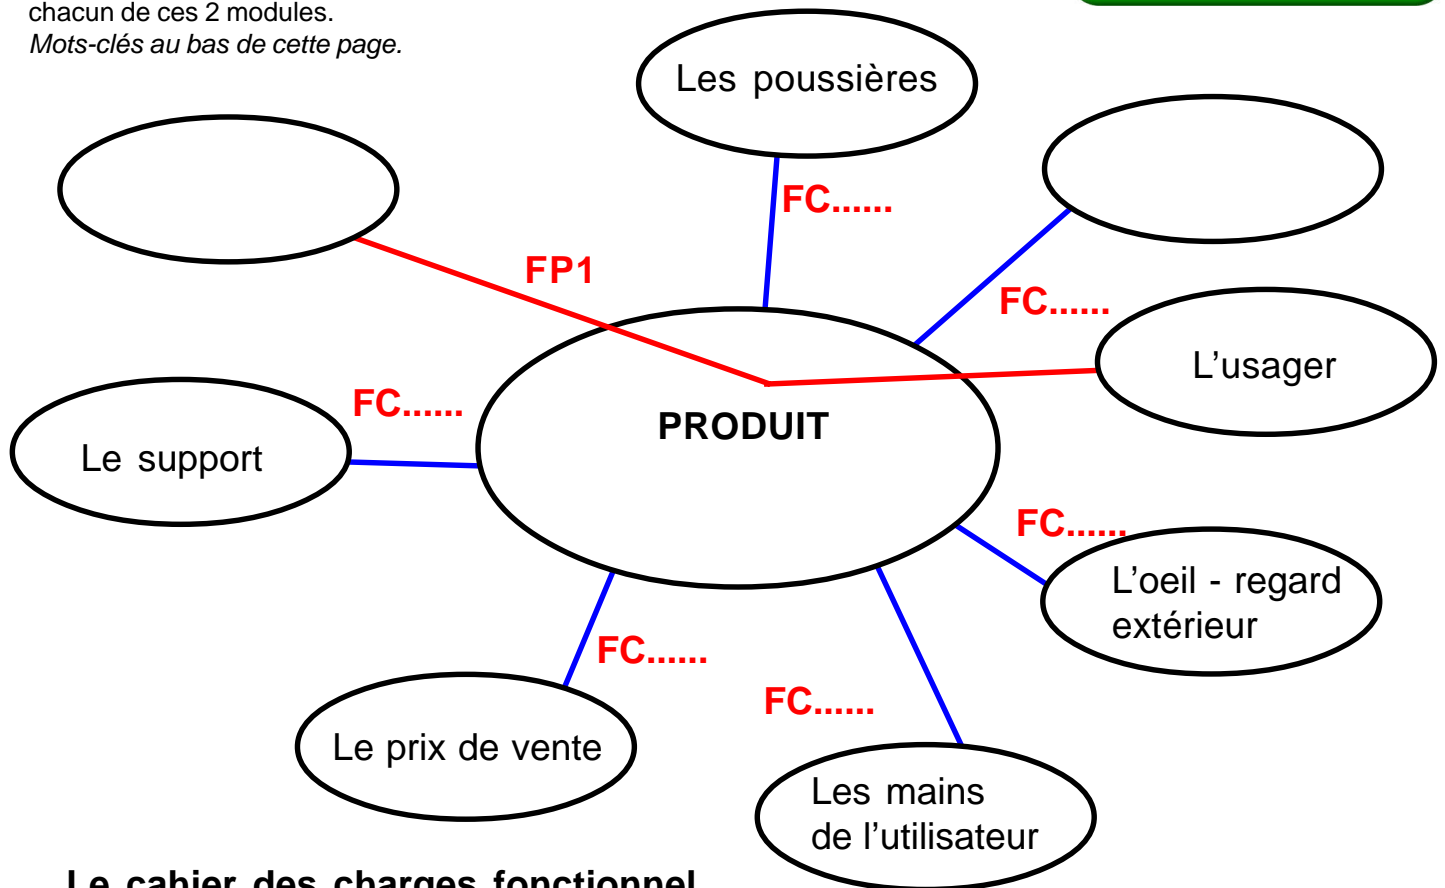 chacun de ces 2 modules.
Mots-clés au bas de cette page.
Les poussières
FC......
FP1
FC......
L'usager
FC......
PRODUIT
Le support
FC......
L'oeil - regard
extérieur
FC......
FC......
Le prix de vente
Les mains
de l'utilisateur
Le cahier des charges fonctionnel